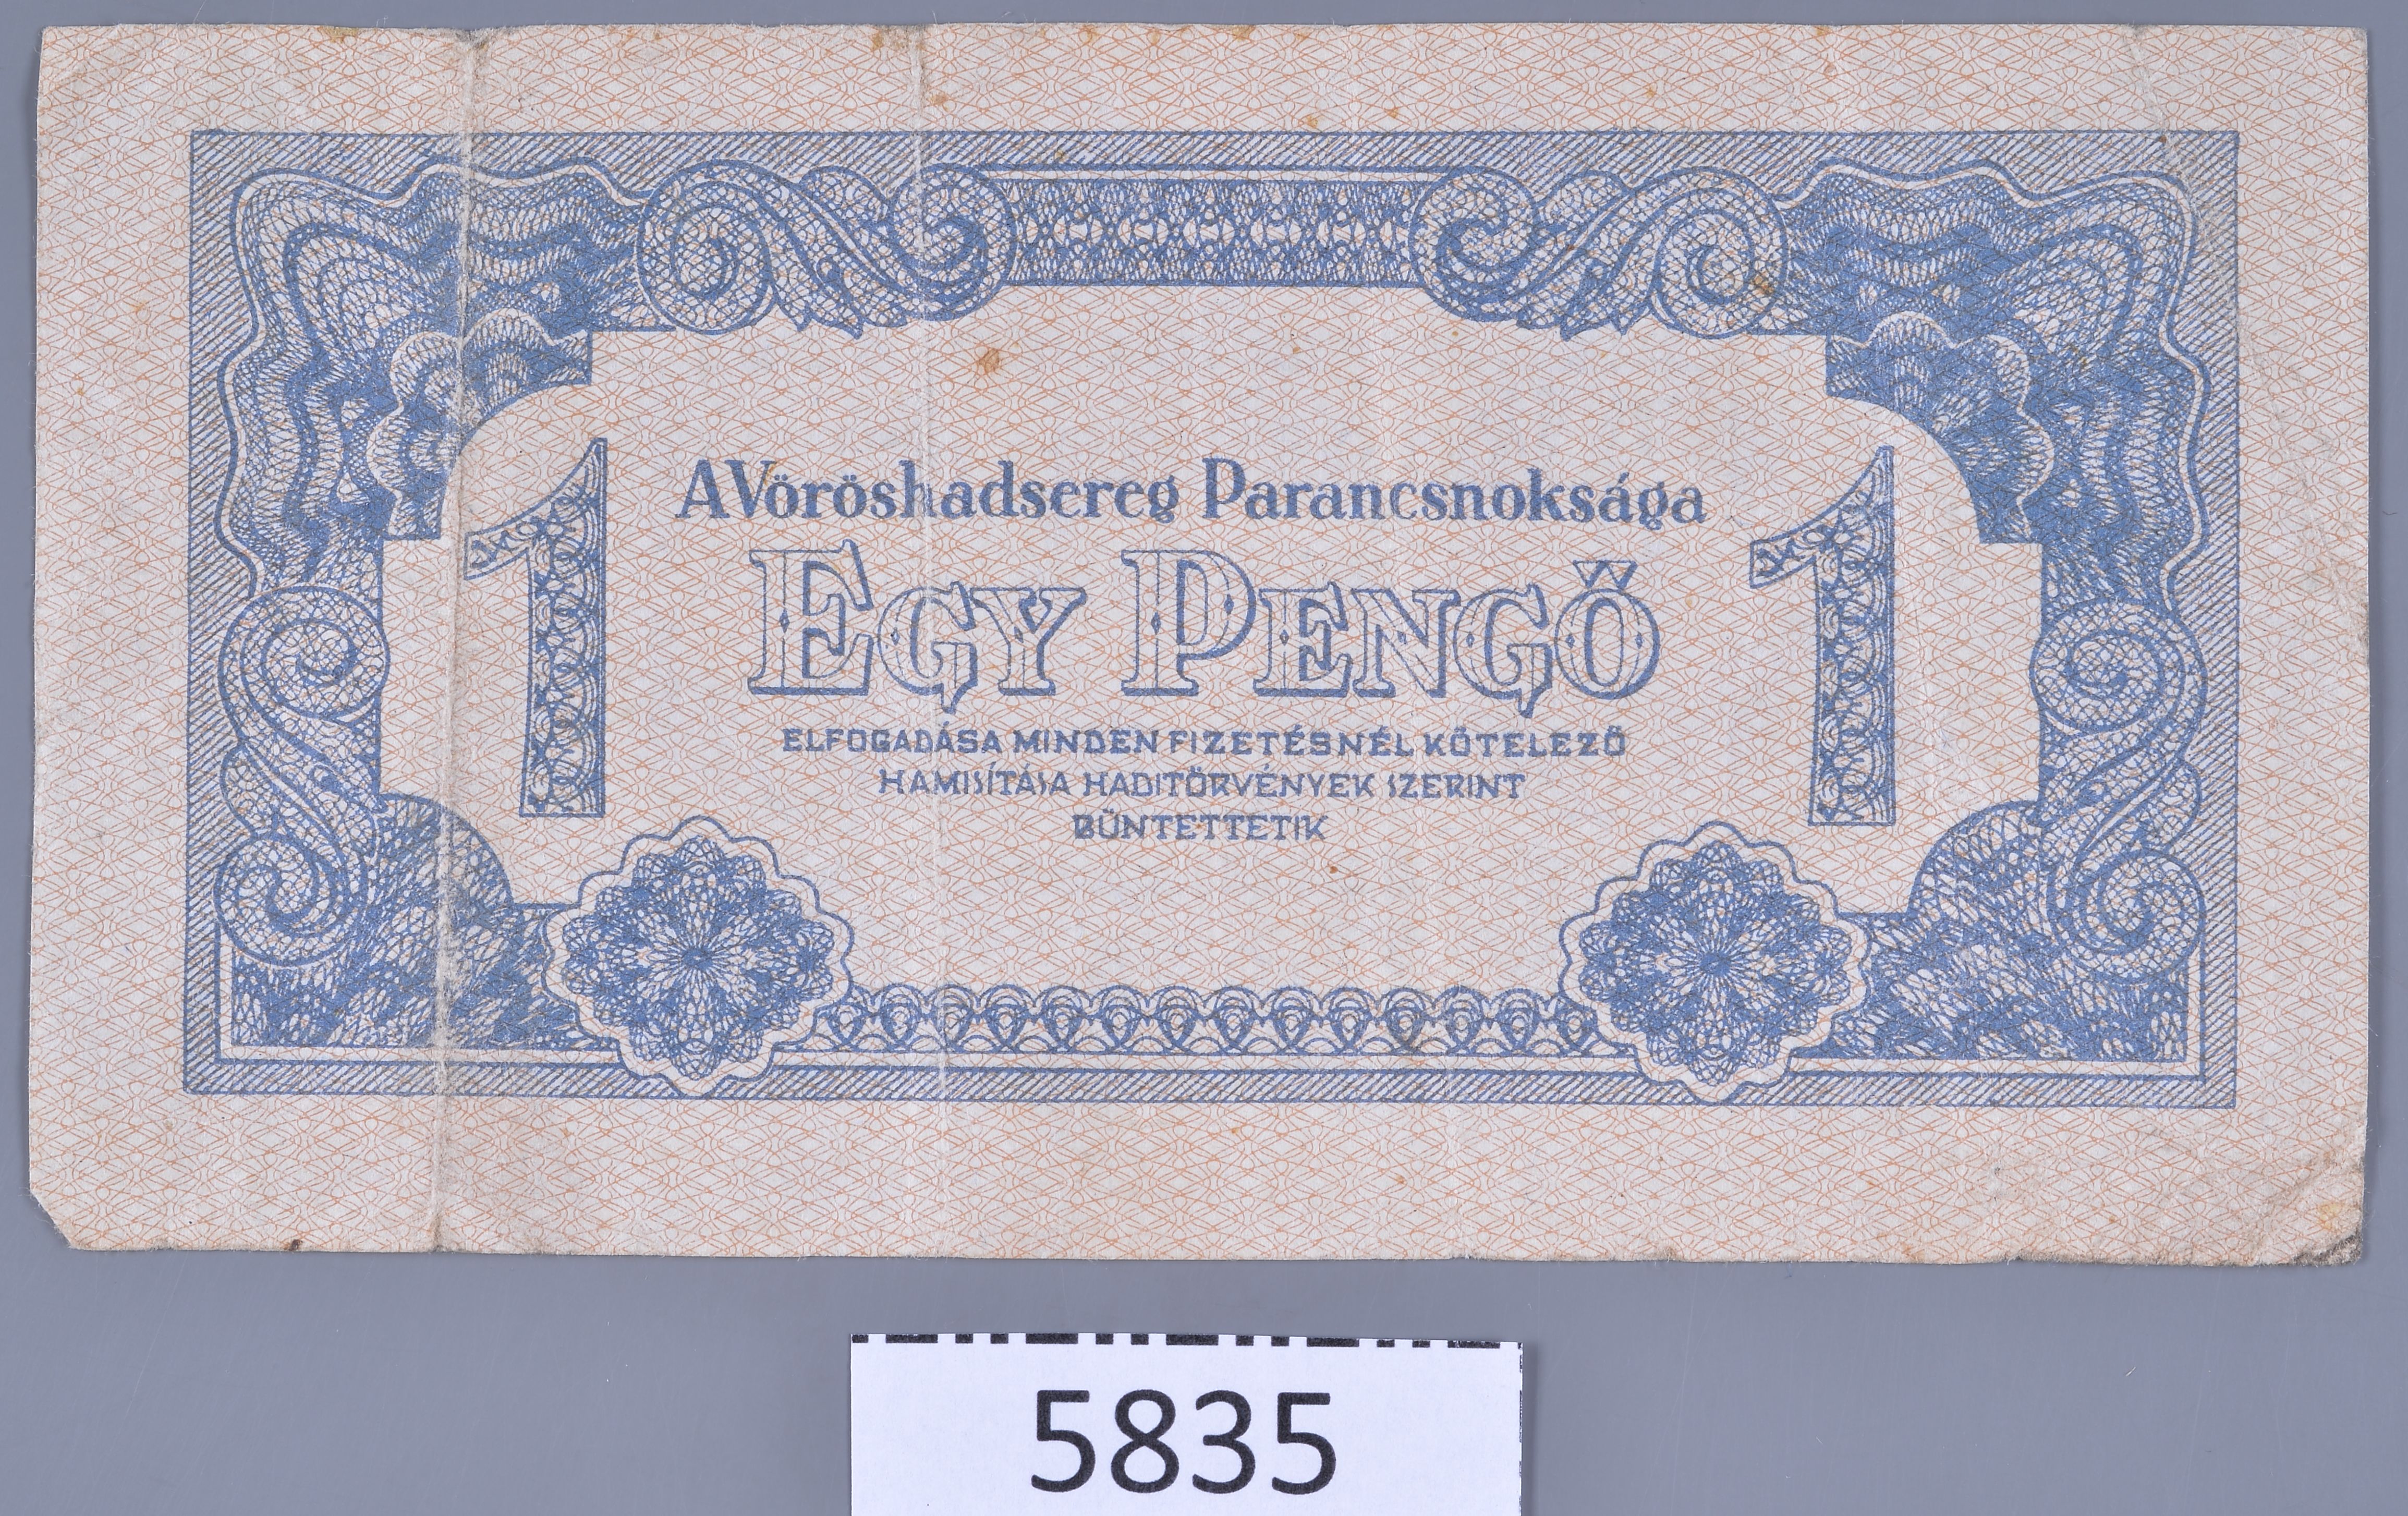 A Vöröshadsereg Parancsnoksága
1 EGY PENGŐ 1
ELFOGADÁSA MINDEN FIZETÉSNÉL KÖTELEZŐ
HAMISÍTÁSA HADITÖRVÉNYEK SZERINT
BÜNTETTETIK
5835